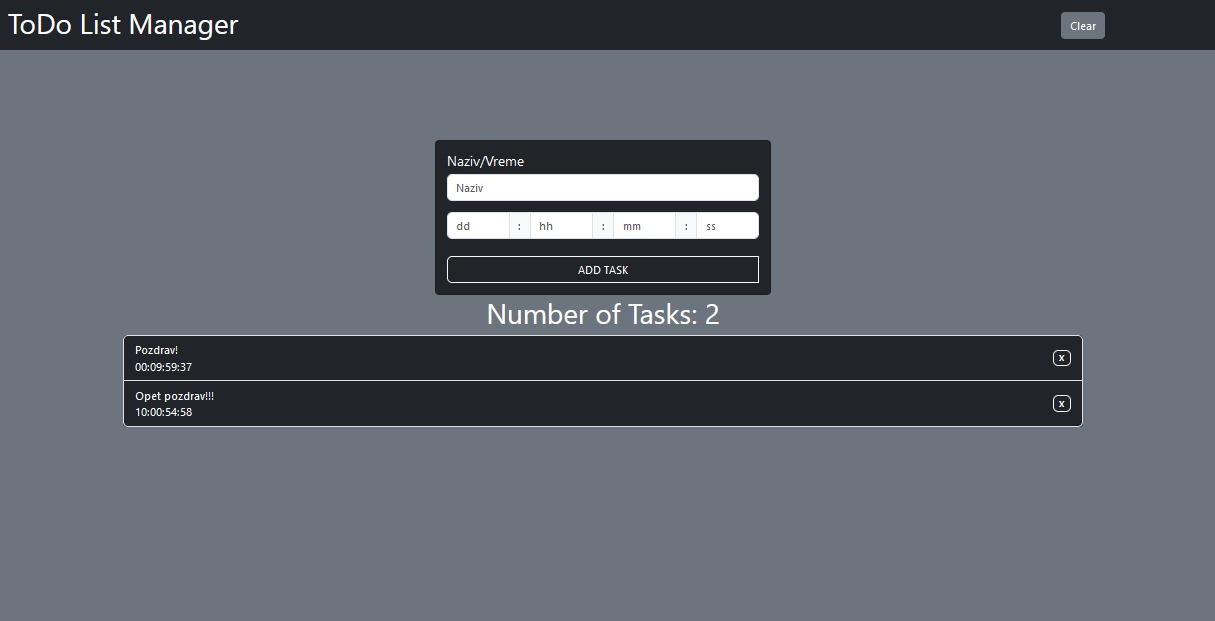 ToDo List Manager
Clear
Naziv/Vreme
Naziv
dd : hh : mm : ss
ADD TASK
Number of Tasks: 2
Pozdrav!
00:09:59:37
x
Opet pozdrav!!!
10:00:54:58
x